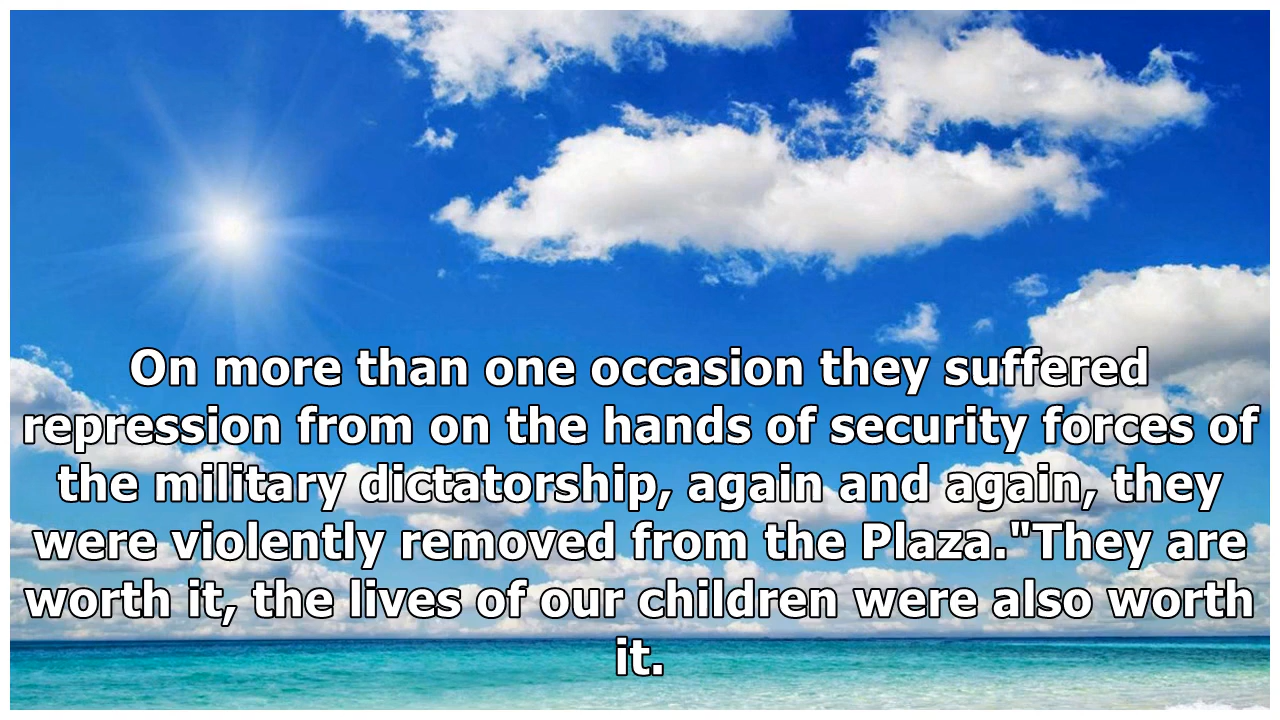 On more than one occasion they suffered
repression from on the hands of security forces of
the military dictatorship, again and again, they
were violently removed from the Plaza."They are
worth it, the lives of our children were also worth
it.